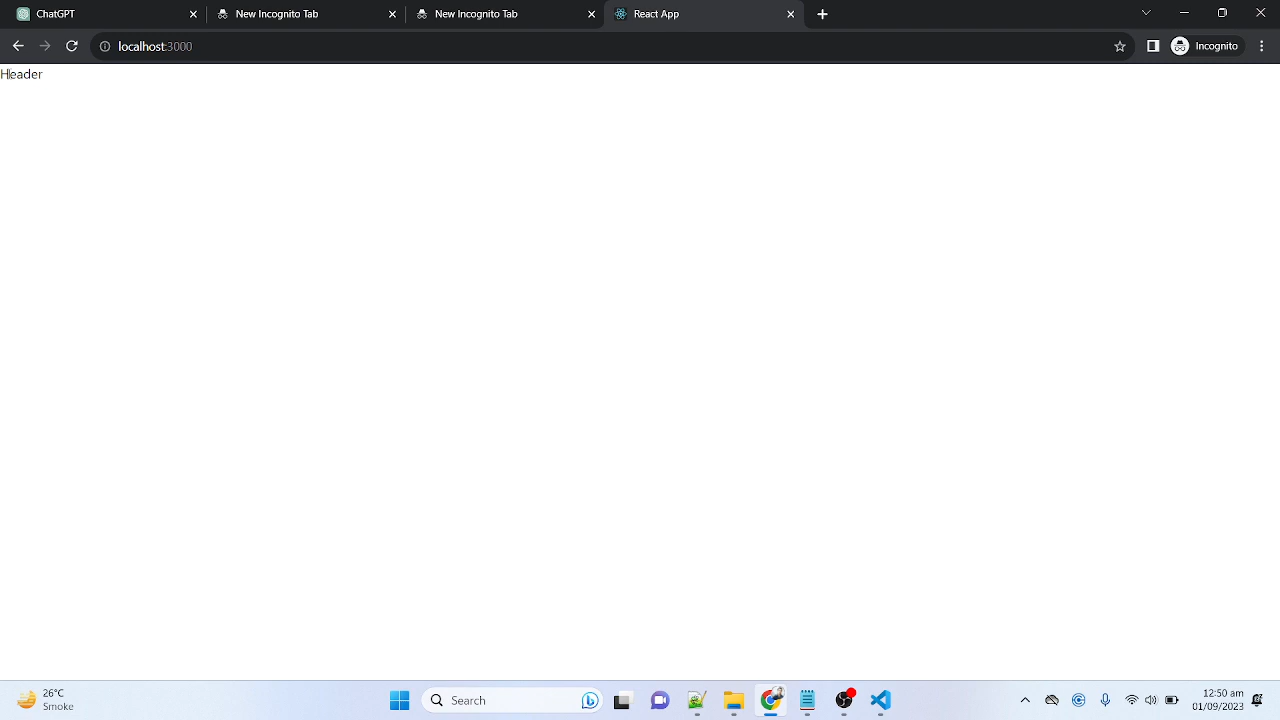 ChatGPT
New Incognito Tab
New Incognito Tab
React App
localhost:3000
Incognito
Header
26°C
Smoke
Search
12:50 am
01/09/2023